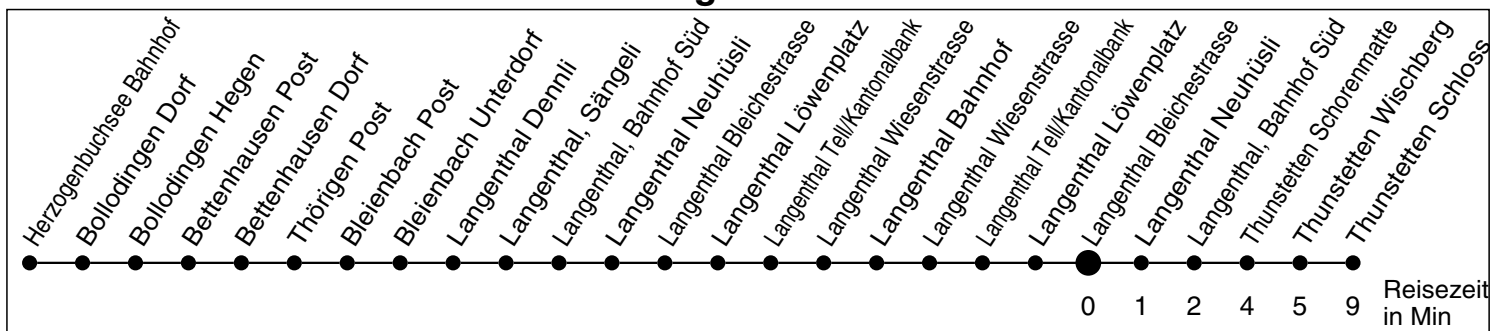 Herzogenbuchsee Bahnhof
Bollodingen Dorf
Bollodingen Hegen
Bettenhausen Post
Bettenhausen Dorf
Thörigen Post
Bleienbach Post
Bleienbach Unterdorf
Langenthal Dennli
Langenthal, Sängeli
Langenthal, Bahnhof Süd
Langenthal Neuhüsli
Langenthal Bleichestrasse
Langenthal Löwenplatz
Langenthal Tell/Kantonalbank
Langenthal Wiesenstrasse
Langenthal Bahnhof
Langenthal Wiesenstrasse
Langenthal Tell/Kantonalbank
Langenthal Löwenplatz
Langenthal Bleichestrasse
Langenthal Neuhüsli
Langenthal, Bahnhof Süd
Thunstetten Schorenmatte
Thunstetten Wischberg
Thunstetten Schloss
0 1 2 4 5 9 Reisezeit
in Min